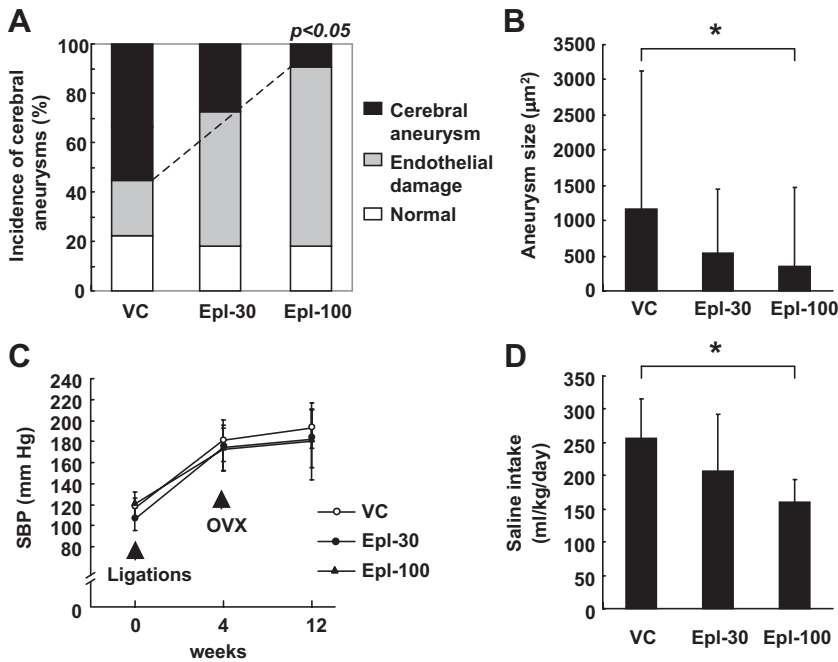 A
p<0.05
Incidence of cerebral
aneurysms (%)
100
80
60
40
20
0
VC
Epl-30
Epl-100
Cerebral
aneurysm
Endothelial
damage
Normal
B
*
Aneurysm size (μm²)
3500
3000
2500
2000
1500
1000
500
0
VC
Epl-30
Epl-100
C
SBP (mm Hg)
240
220
200
180
160
140
120
100
80
0
Ligations
OVX
0
4
12
weeks
VC
Epl-30
Epl-100
D
*
Saline intake
(ml/kg/day)
350
300
250
200
150
100
50
0
VC
Epl-30
Epl-100